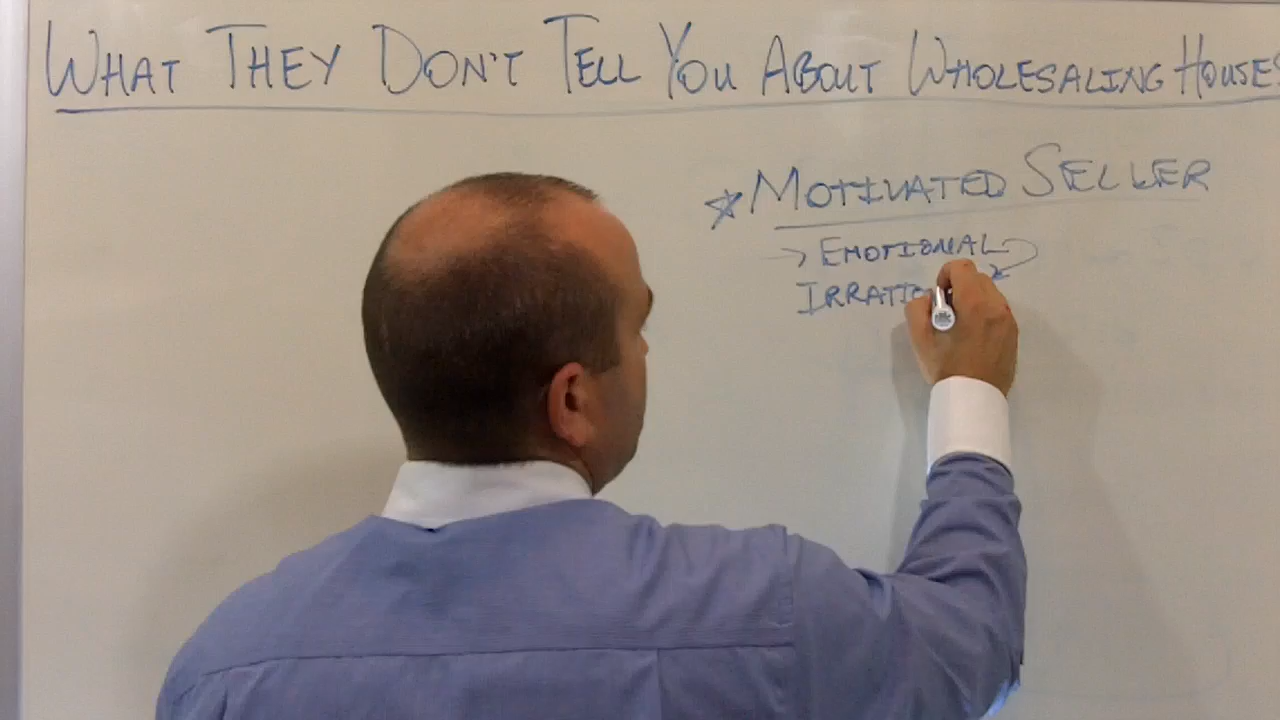 WHAT THEY DON'T TELL YOU ABOUT WHOLESALING HOUSES
☆ MOTIVATED SELLER
→ EMOTIONAL
IRRATIO